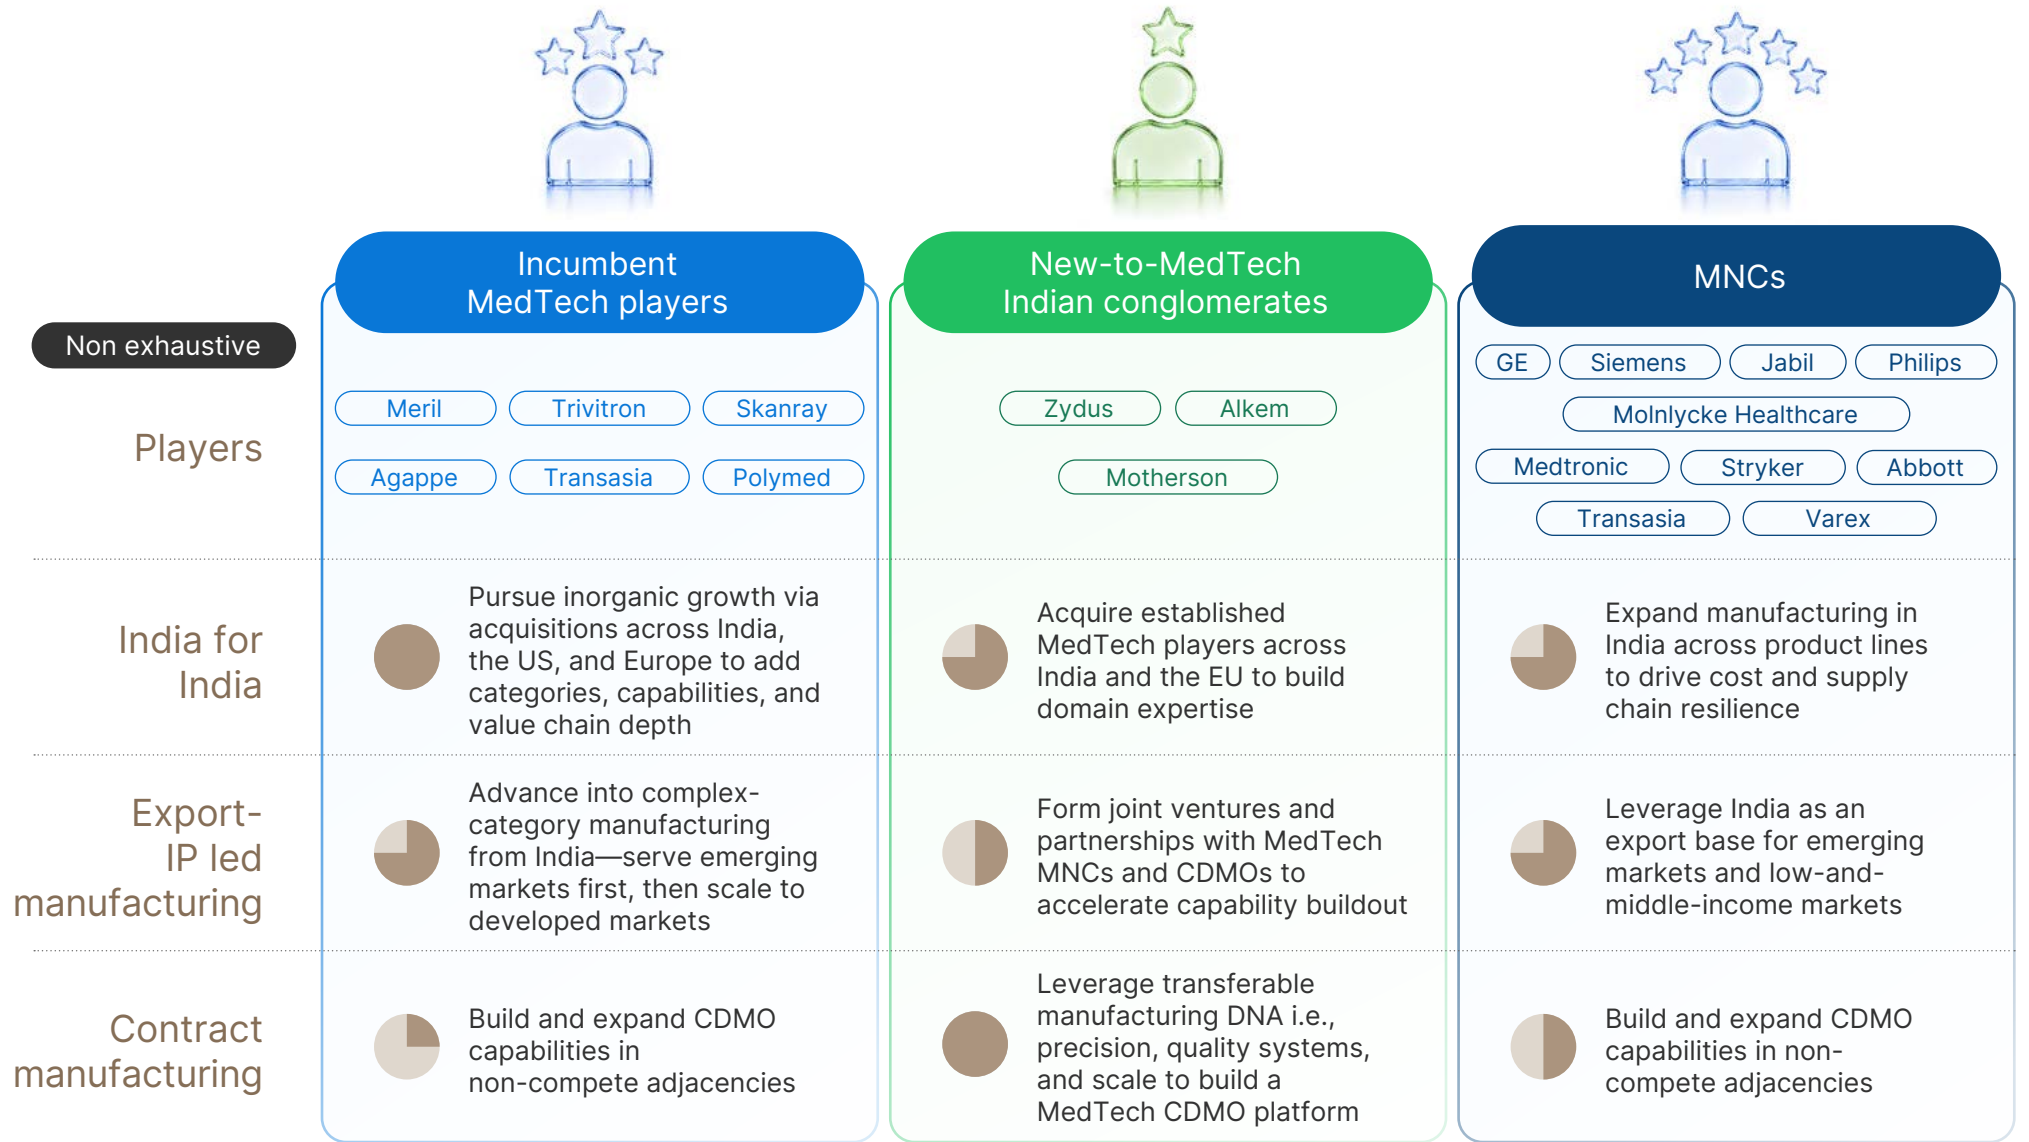 Incumbent
MedTech players
New-to-MedTech
Indian conglomerates
MNCs
Non exhaustive
Players
Meril
Trivitron
Skanray
Agappe
Transasia
Polymed
Zydus
Alkem
Motherson
GE
Siemens
Jabil
Philips
Molnlycke Healthcare
Medtronic
Stryker
Abbott
Transasia
Varex
India for
India
Pursue inorganic growth via
acquisitions across India,
the US, and Europe to add
categories, capabilities, and
value chain depth
Acquire established
MedTech players across
India and the EU to build
domain expertise
Expand manufacturing in
India across product lines
to drive cost and supply
chain resilience
Export-
IP led
manufacturing
Advance into complex-
category manufacturing
from India—serve emerging
markets first, then scale to
developed markets
Form joint ventures and
partnerships with MedTech
MNCs and CDMOs to
accelerate capability buildout
Leverage India as an
export base for emerging
markets and low-and-
middle-income markets
Contract
manufacturing
Build and expand CDMO
capabilities in
non-compete adjacencies
Leverage transferable
manufacturing DNA i.e.,
precision, quality systems,
and scale to build a
MedTech CDMO platform
Build and expand CDMO
capabilities in non-
compete adjacencies